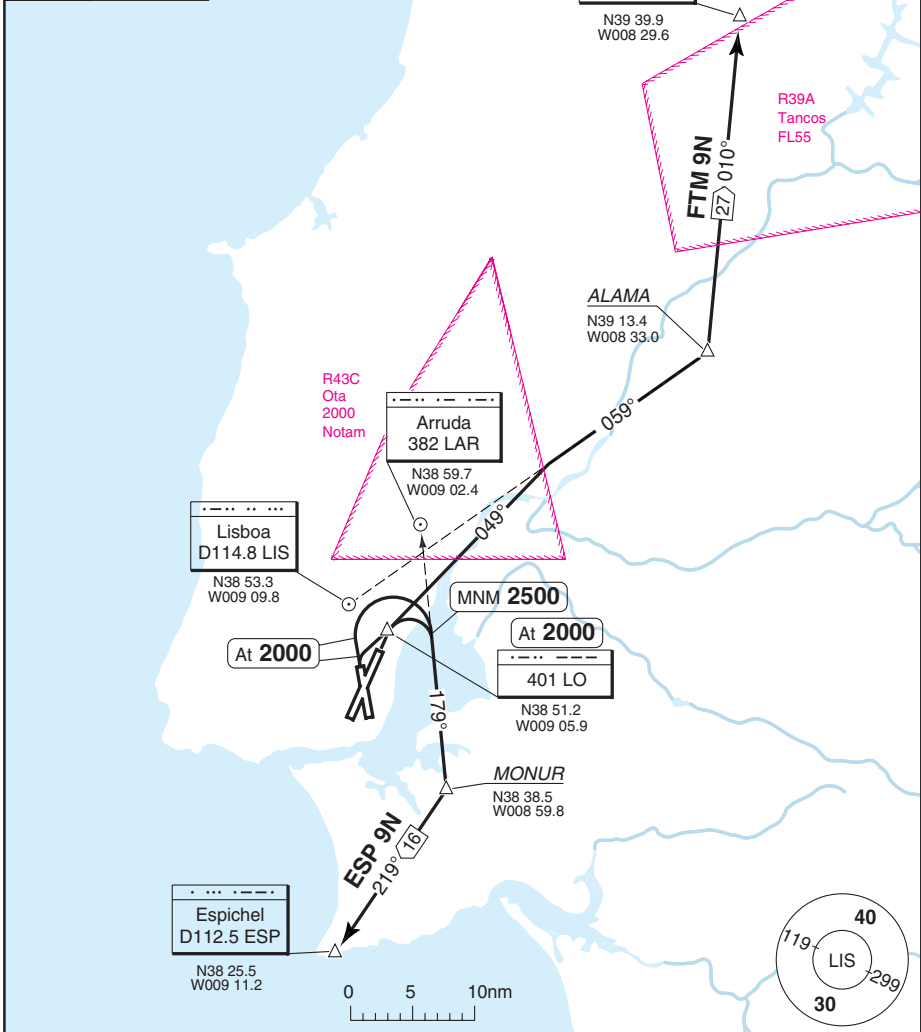 N39 39.9
W008 29.6
R39A
Tancos
FL55
FTM 9N
27
010°
ALAMA
N39 13.4
W008 33.0
R43C
Ota
2000
Notam
Arruda
382 LAR
N38 59.7
W009 02.4
059°
049°
Lisboa
D114.8 LIS
N38 53.3
W009 09.8
MNM 2500
At 2000
At 2000
401 LO
N38 51.2
W009 05.9
179°
MONUR
N38 38.5
W008 59.8
ESP 9N
219°
16
Espichel
D112.5 ESP
N38 25.5
W009 11.2
0 5 10nm
40
119
LIS
299
30